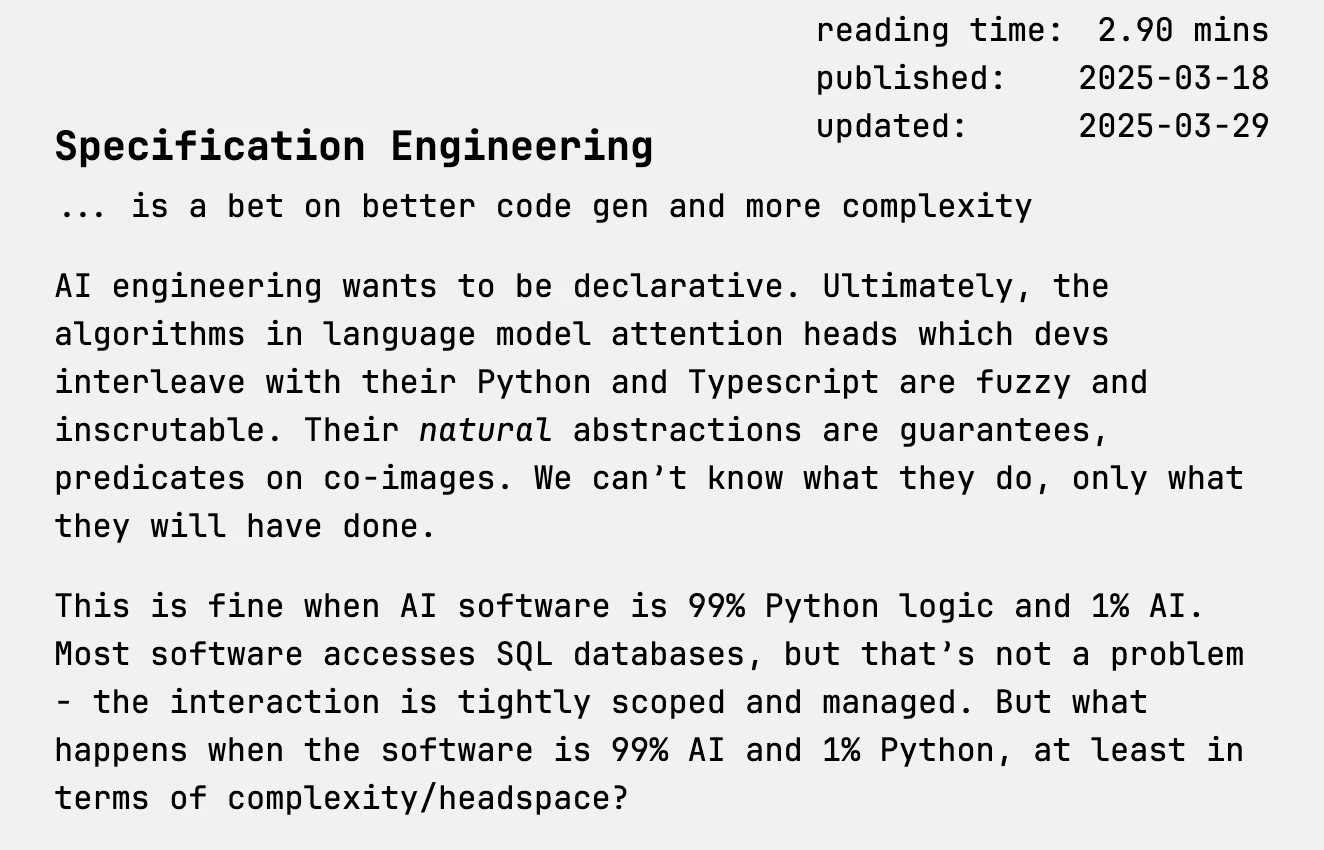 reading time: 2.90 mins
published: 2025-03-18
updated: 2025-03-29
Specification Engineering
... is a bet on better code gen and more complexity
AI engineering wants to be declarative. Ultimately, the
algorithms in language model attention heads which devs
interleave with their Python and Typescript are fuzzy and
inscrutable. Their natural abstractions are guarantees,
predicates on co-images. We can’t know what they do, only what
they will have done.
This is fine when AI software is 99% Python logic and 1% AI.
Most software accesses SQL databases, but that’s not a problem
- the interaction is tightly scoped and managed. But what
happens when the software is 99% AI and 1% Python, at least in
terms of complexity/headspace?